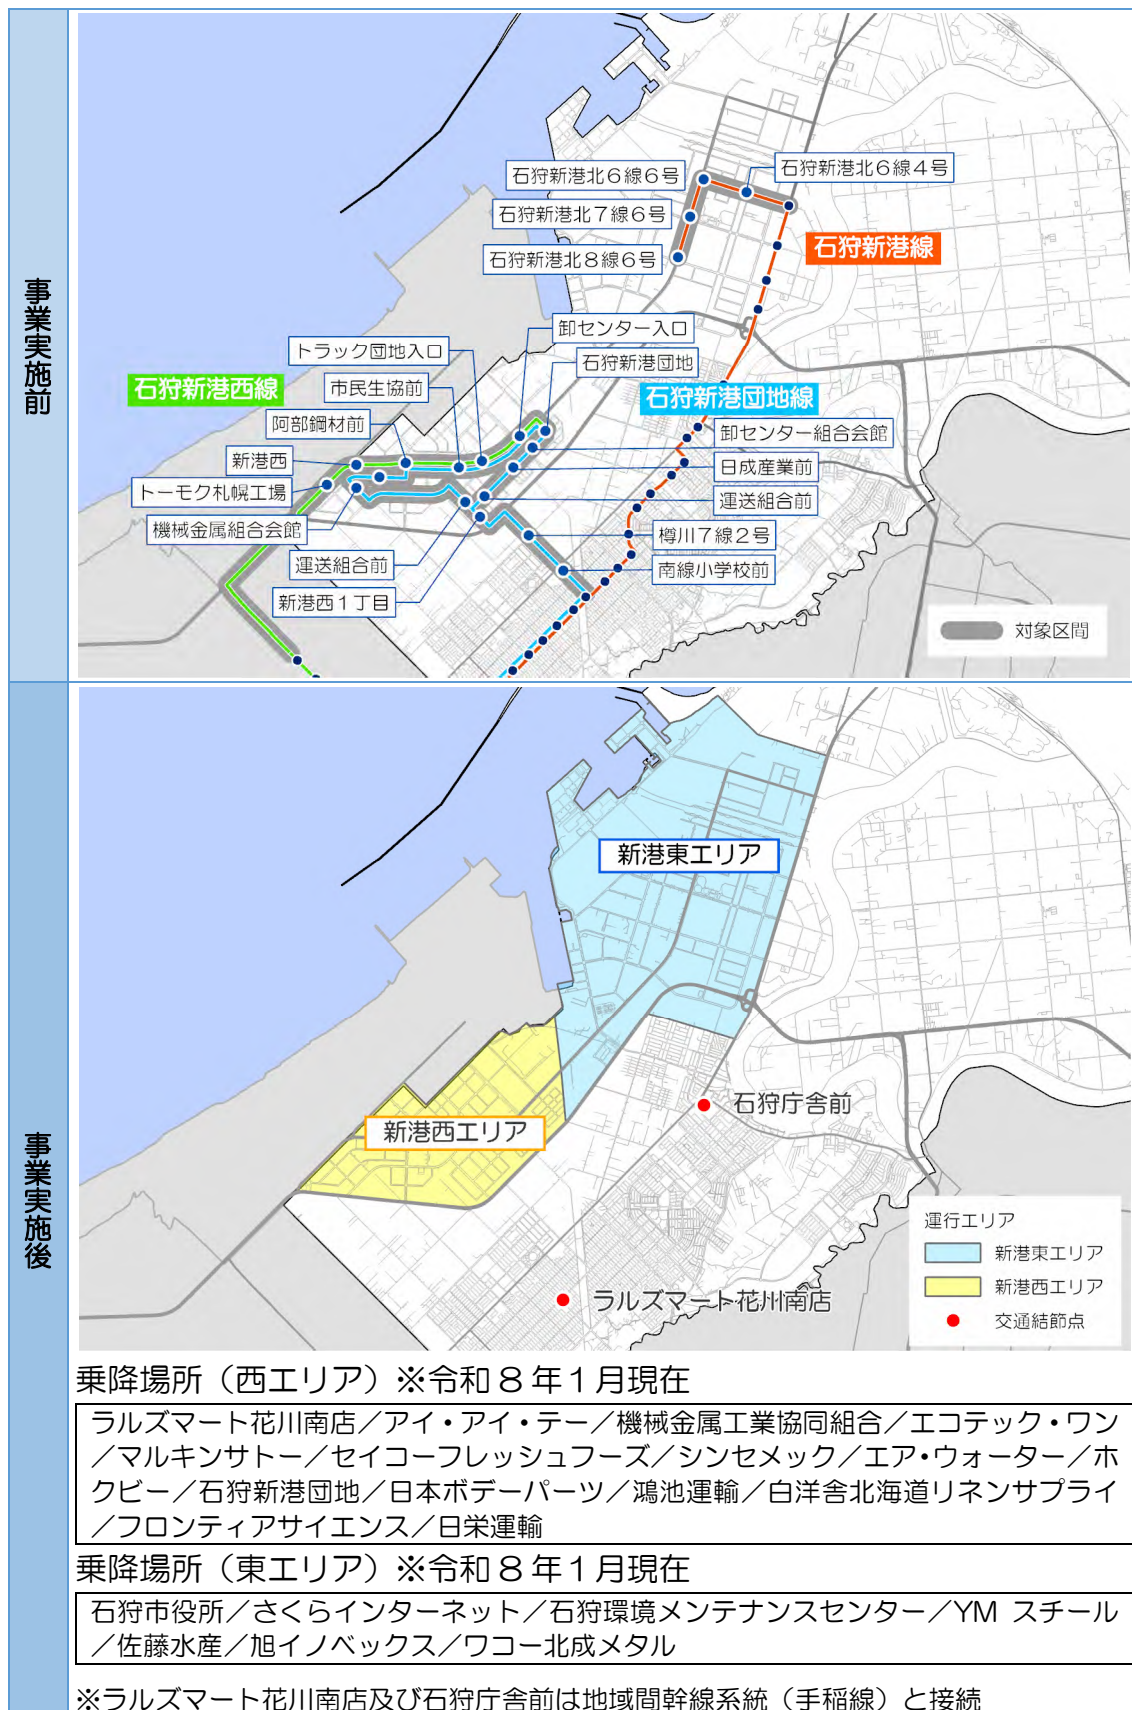 事業実施前
石狩新港北6線6号
石狩新港北6線4号
石狩新港北7線6号
石狩新港線
石狩新港北8線6号
卸センター入口
トラック団地入口
石狩新港団地
石狩新港西線
市民生協前
石狩新港団地線
阿部鋼材前
卸センター組合会館
新港西
日成産業前
トーモク札幌工場
運送組合前
機械金属組合会館
樽川7線2号
運送組合前
南線小学校前
新港西1丁目
対象区間
事業実施後
新港東エリア
石狩庁舎前
新港西エリア
運行エリア
新港東エリア
新港西エリア
交通結節点
ラルズマート花川南店
乗降場所（西エリア）※令和8年1月現在
ラルズマート花川南店／アイ・アイ・テー／機械金属工業協同組合／エコテック・ワン
／マルキンサトー／セイコーフレッシュフーズ／シンセメック／エア・ウォーター／ホ
クビー／石狩新港団地／日本ボデーパーツ／鴻池運輸／白洋舎北海道リネンサプライ
／フロンティアサイエンス／日栄運輸
乗降場所（東エリア）※令和8年1月現在
石狩市役所／さくらインターネット／石狩環境メンテナンスセンター／YM スチール
／佐藤水産／旭イノベックス／ワコー北成メタル
※ラルズマート花川南店及び石狩庁舎前は地域間幹線系統（手稲線）と接続